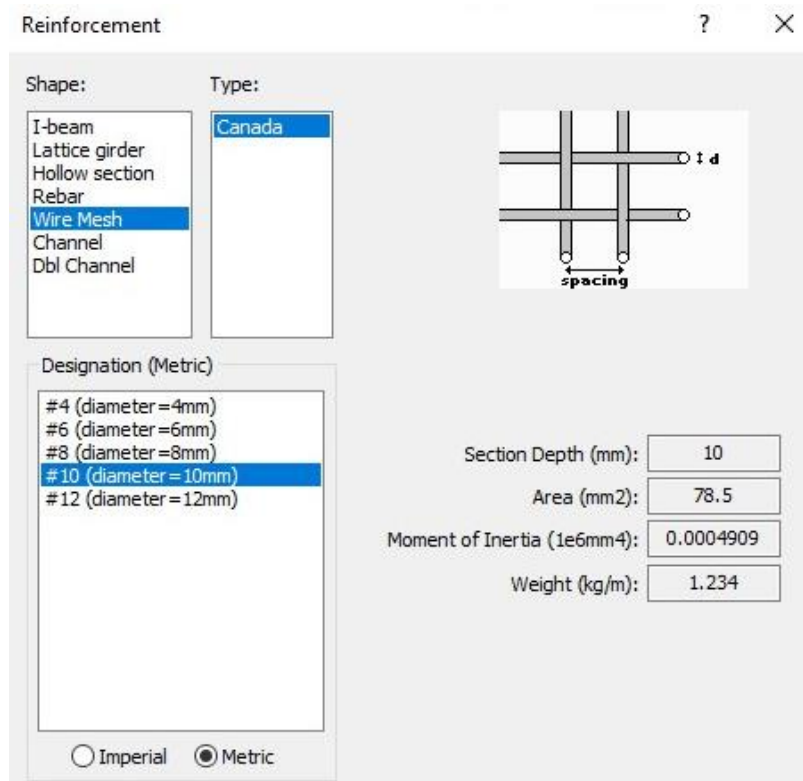 Reinforcement
? X
Shape:
Type:
I-beam
Lattice girder
Hollow section
Rebar
Wire Mesh
Channel
Dbl Channel
Canada
d
spacing
Designation (Metric)
#4 (diameter=4mm)
#6 (diameter=6mm)
#8 (diameter=8mm)
#10 (diameter=10mm)
#12 (diameter=12mm)
Imperial
Metric
Section Depth (mm): 10
Area (mm2): 78.5
Moment of Inertia (1e6mm4): 0.0004909
Weight (kg/m): 1.234